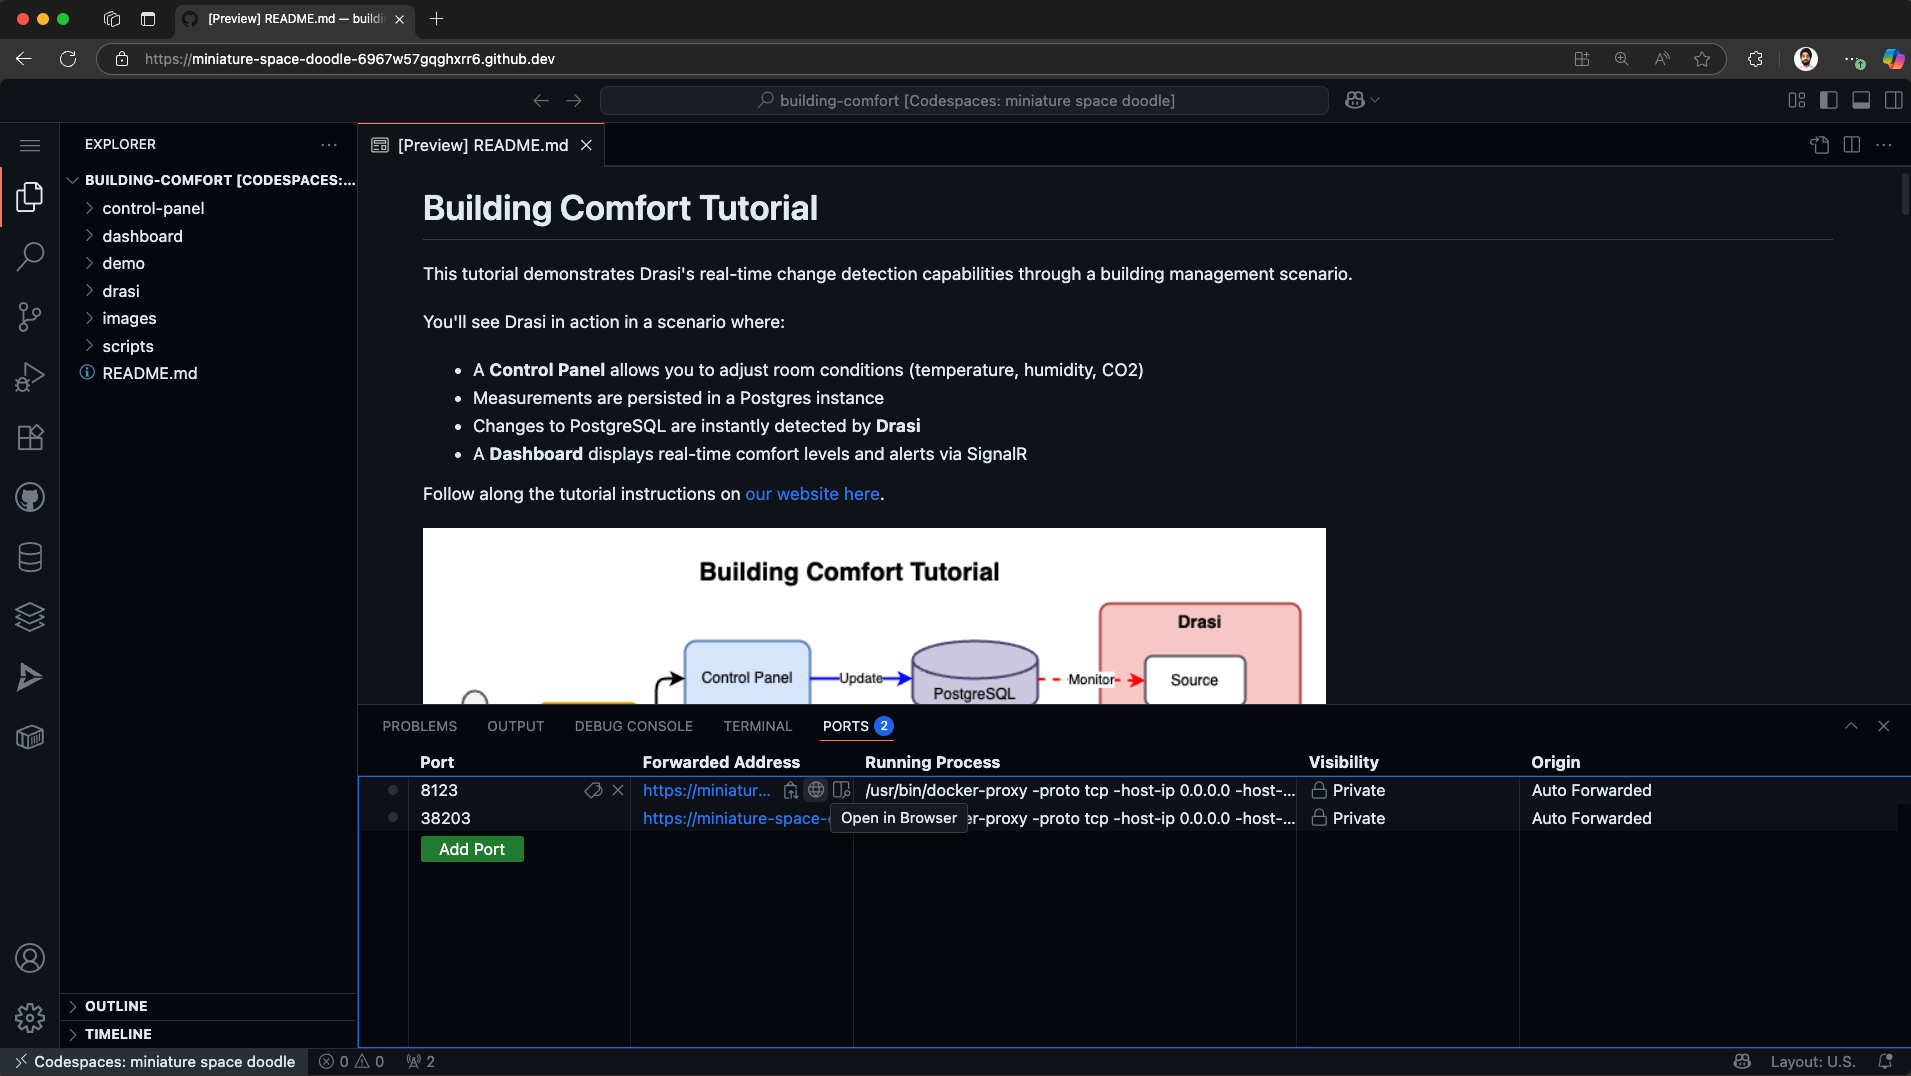 [Preview] README.md — buildi
https://miniature-space-doodle-6967w57gqghxrr6.github.dev
building-comfort [Codespaces: miniature space doodle]
EXPLORER
BUILDING-COMFORT [CODESPACES:...
control-panel
dashboard
demo
drasi
images
scripts
README.md
OUTLINE
TIMELINE
[Preview] README.md
Building Comfort Tutorial
This tutorial demonstrates Drasi's real-time change detection capabilities through a building management scenario.
You'll see Drasi in action in a scenario where:
• A Control Panel allows you to adjust room conditions (temperature, humidity, CO2)
• Measurements are persisted in a Postgres instance
• Changes to PostgreSQL are instantly detected by Drasi
• A Dashboard displays real-time comfort levels and alerts via SignalR
Follow along the tutorial instructions on our website here.
Building Comfort Tutorial
Drasi
Control Panel
Update
PostgreSQL
Monitor
Source
PROBLEMS OUTPUT DEBUG CONSOLE TERMINAL PORTS 2
Port Forwarded Address Running Process Visibility Origin
8123 https://miniatur... /usr/bin/docker-proxy -proto tcp -host-ip 0.0.0.0 -host-... Private Auto Forwarded
38203 https://miniature-space- er-proxy -proto tcp -host-ip 0.0.0.0 -host-... Private Auto Forwarded
Open in Browser
Add Port
Codespaces: miniature space doodle 0 0 2 Layout: U.S.